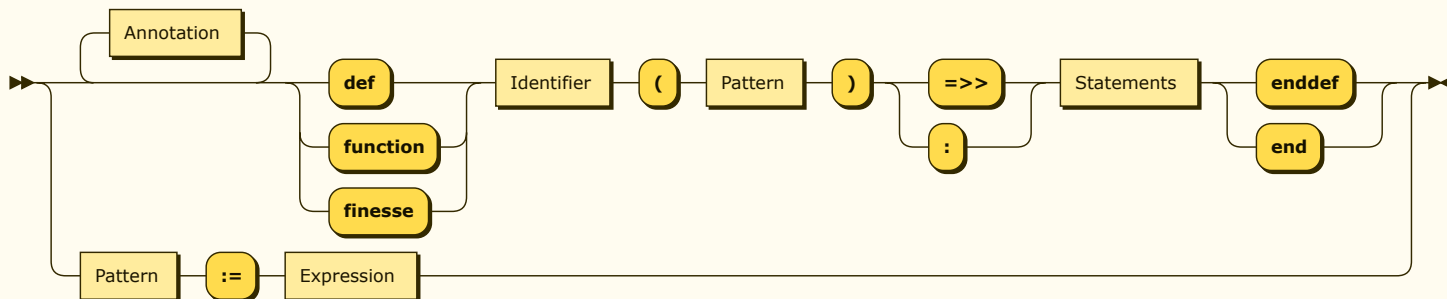 Annotation
def Identifier ( Pattern ) =>> Statements enddef
function : end
finesse
Pattern := Expression